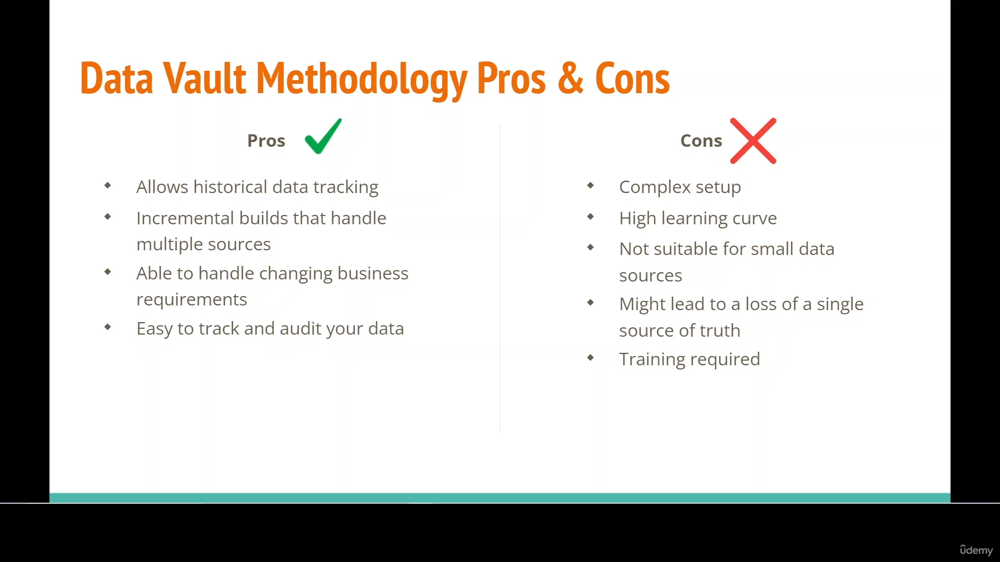 Data Vault Methodology Pros & Cons
Pros
Allows historical data tracking
Incremental builds that handle
multiple sources
Able to handle changing business
requirements
Easy to track and audit your data
Cons
Complex setup
High learning curve
Not suitable for small data
sources
Might lead to a loss of a single
source of truth
Training required
udemy